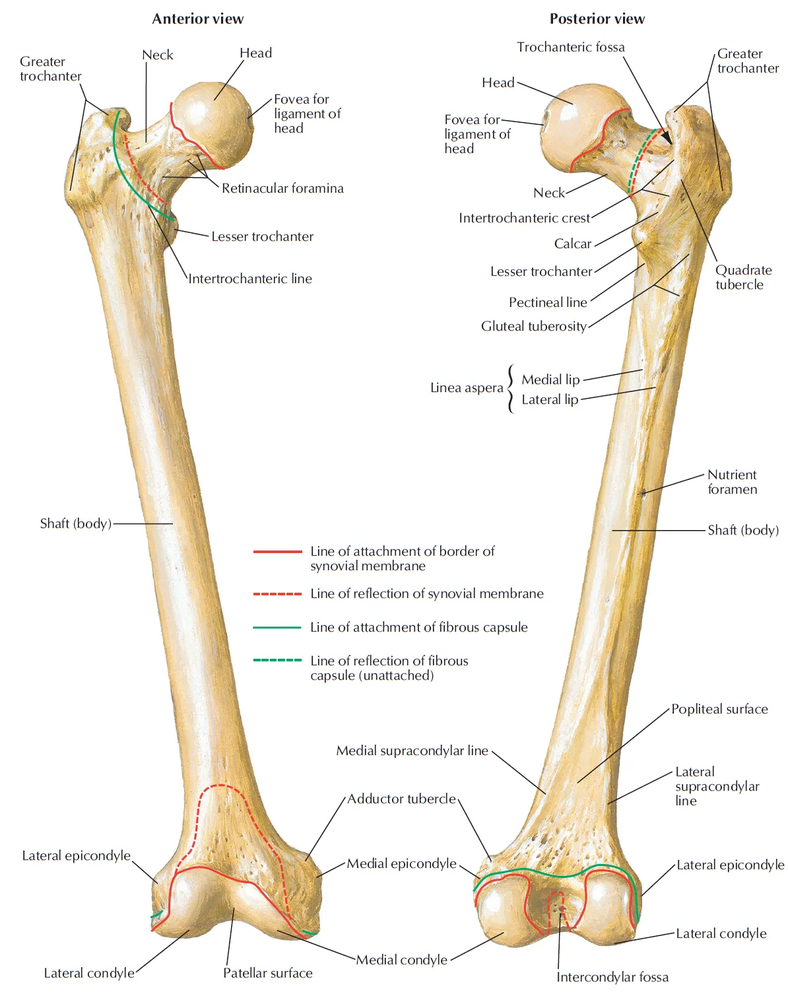 Anterior view
Greater
trochanter
Neck
Head
Fovea for
ligament of
head
Retinacular foramina
Lesser trochanter
Intertrochanteric line
Shaft (body)
Lateral epicondyle
Lateral condyle
Patellar surface
Line of attachment of border of
synovial membrane
Line of reflection of synovial membrane
Line of attachment of fibrous capsule
Line of reflection of fibrous
capsule (unattached)
Medial supracondylar line
Adductor tubercle
Medial epicondyle
Medial condyle
Posterior view
Trochanteric fossa
Greater
trochanter
Head
Fovea for
ligament of
head
Neck
Intertrochanteric crest
Calcar
Lesser trochanter
Quadrate
tubercle
Pectineal line
Gluteal tuberosity
Linea aspera
Medial lip
Lateral lip
Nutrient
foramen
Shaft (body)
Popliteal surface
Lateral
supracondylar
line
Lateral epicondyle
Lateral condyle
Intercondylar fossa